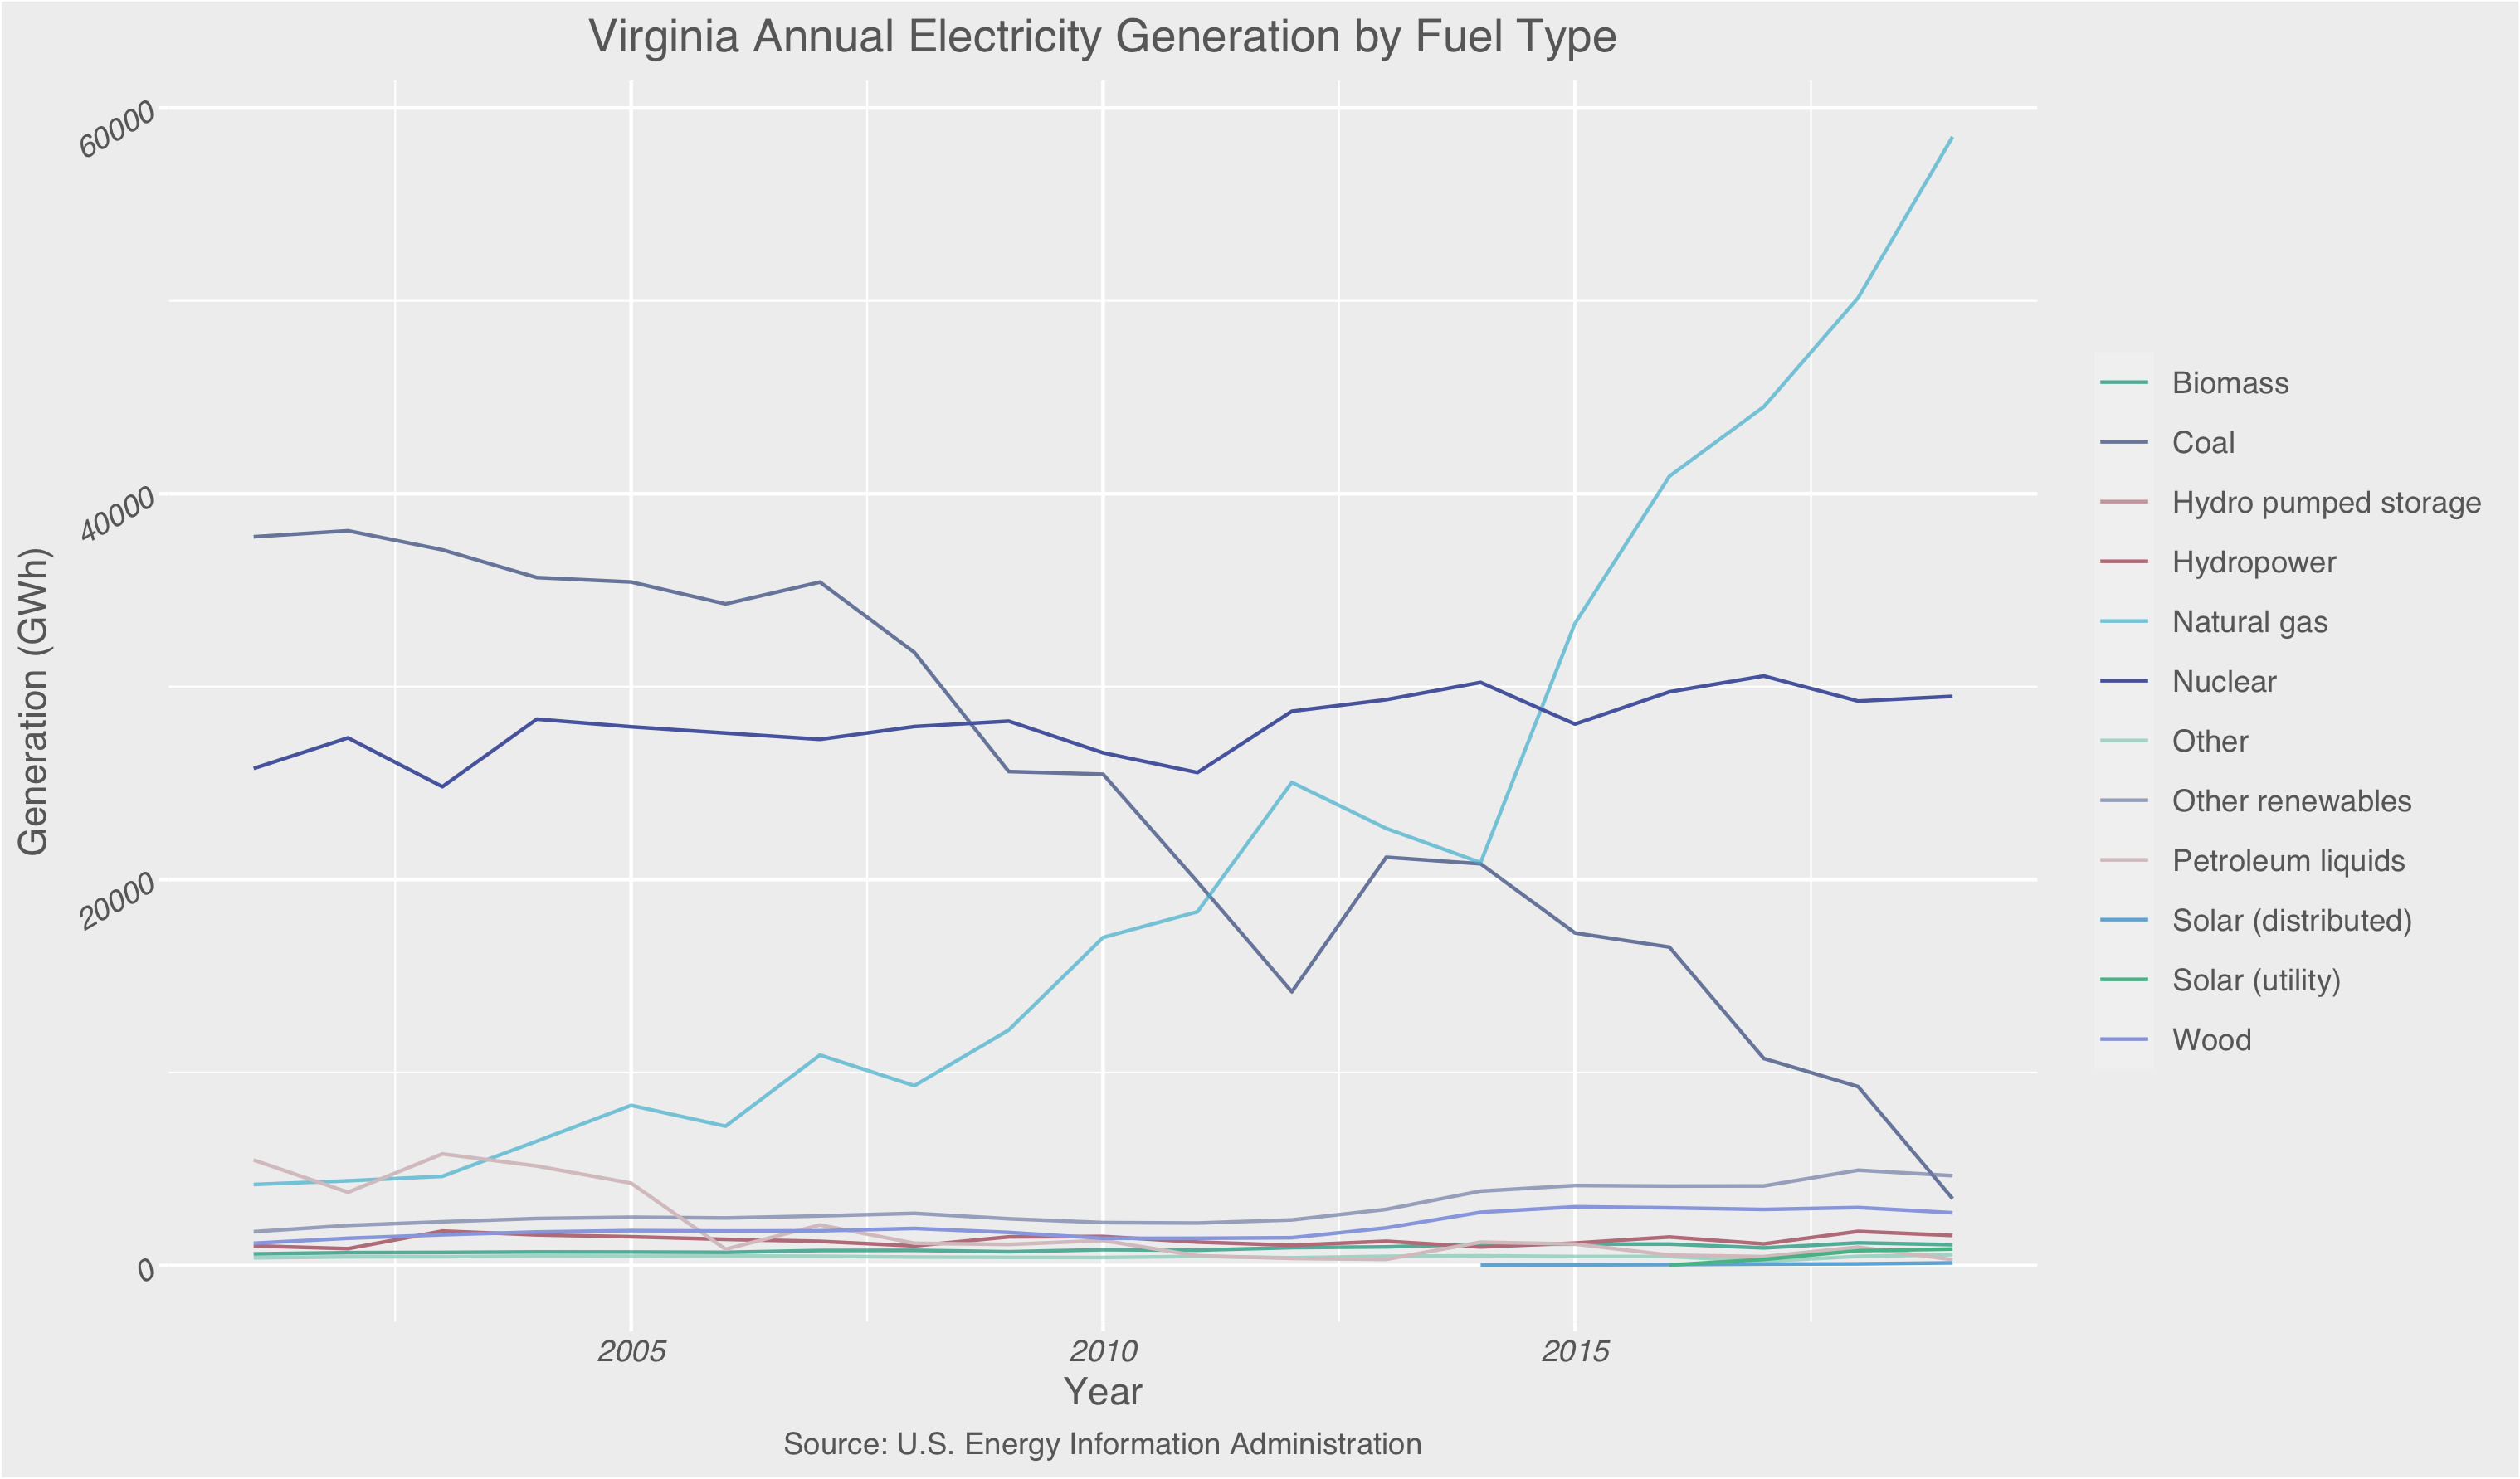 Virginia Annual Electricity Generation by Fuel Type
Generation (GWh)
60000
40000
20000
0
2005
2010
2015
Year
Source: U.S. Energy Information Administration
Biomass
Coal
Hydro pumped storage
Hydropower
Natural gas
Nuclear
Other
Other renewables
Petroleum liquids
Solar (distributed)
Solar (utility)
Wood